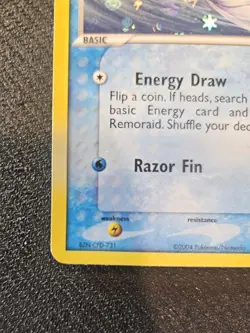 BASIC
Energy Draw
Flip a coin. If heads, search
basic Energy card and
Remoraid. Shuffle your dec
Razor Fin
weakness resistance
©2004 Pokémon/Nintendo